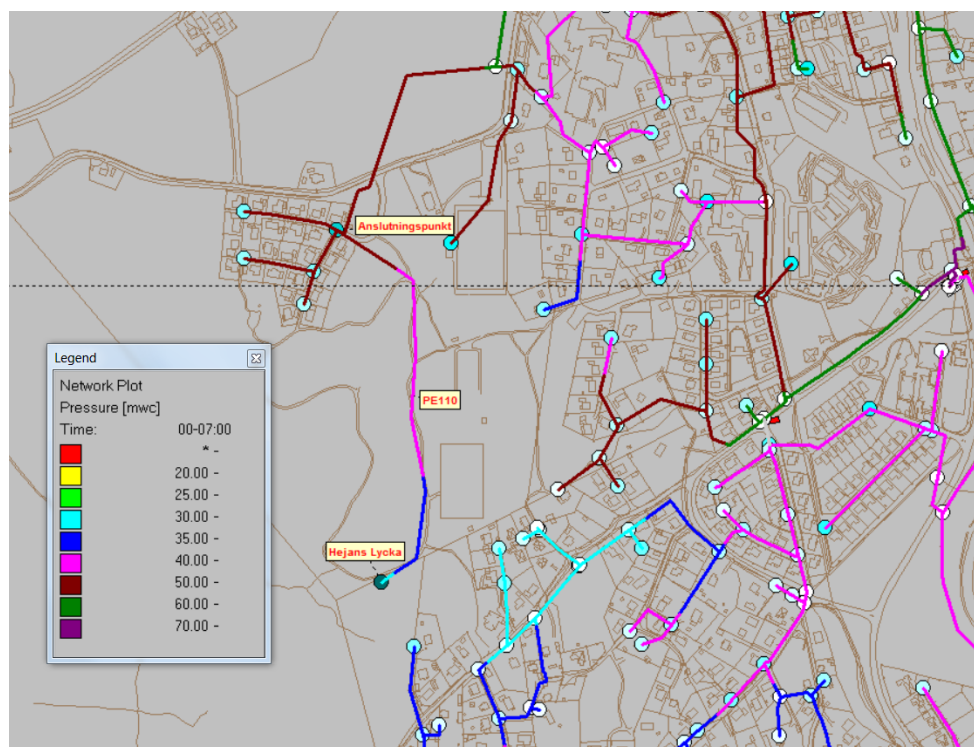 Anslutningspunkt
Legend
Network Plot
Pressure [mwc]
Time: 00-07:00
* -
20.00 -
25.00 -
30.00 -
35.00 -
40.00 -
50.00 -
60.00 -
70.00 -
PE110
Hejans Lycka